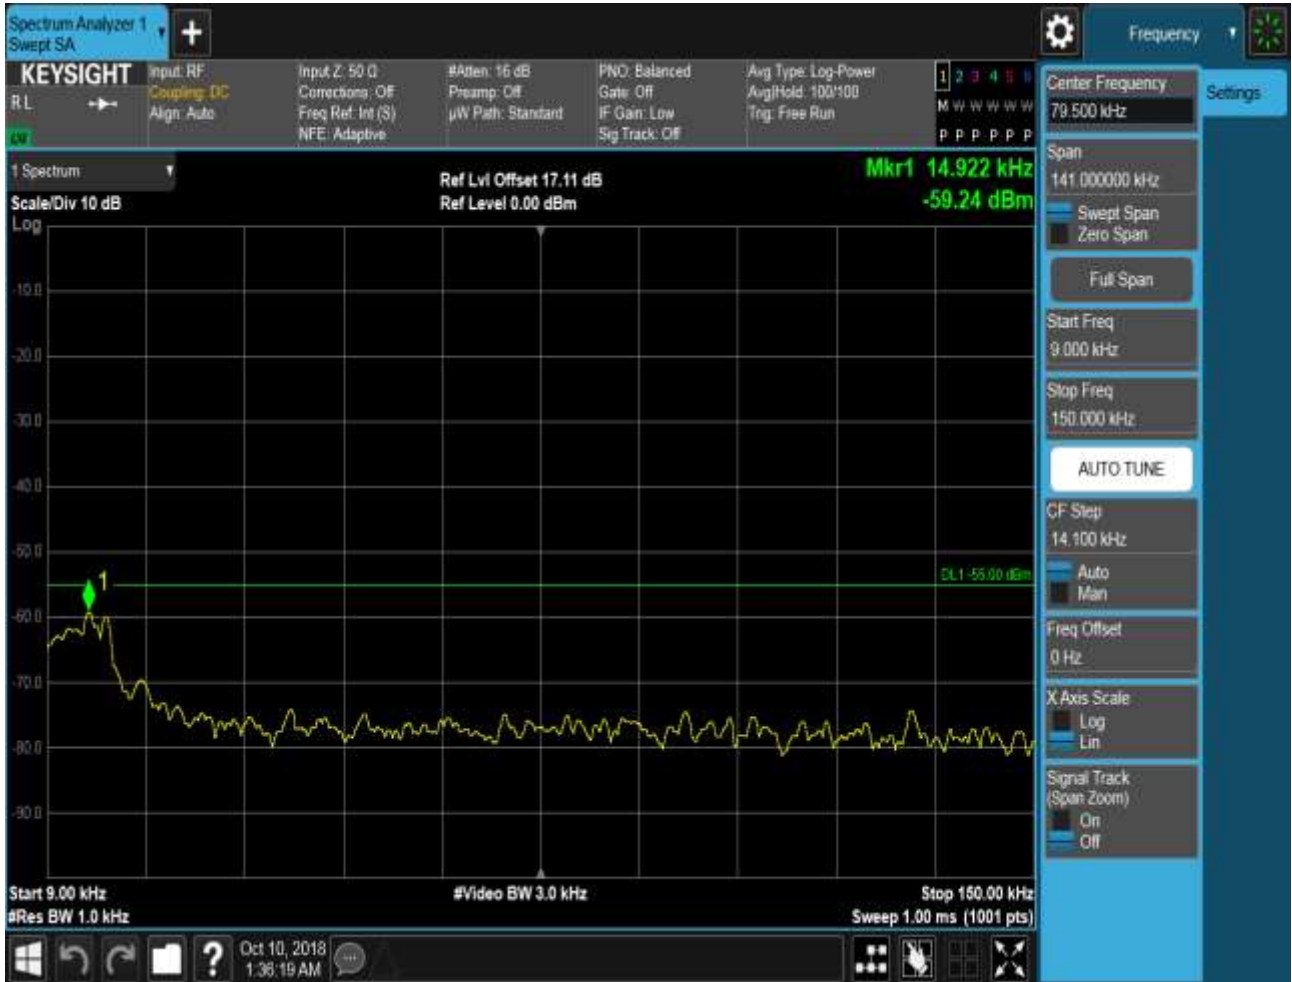 Spectrum Analyzer 1
Swept SA
+
Frequency
KEYSIGHT
R L
LXI
Input: RF
Coupling: DC
Align: Auto
Input Z: 50 Ω
Corrections: Off
Freq Ref: Int (S)
NFE: Adaptive
#Atten: 16 dB
Preamp: Off
µW Path: Standard
PNO: Balanced
Gate: Off
IF Gain: Low
Sig Track: Off
Avg Type: Log-Power
Avg|Hold: 100/100
Trig: Free Run
1 2 3 4 5 6
M W W W W W
P P P P P P
1 Spectrum
Scale/Div 10 dB
Log
Ref Lvl Offset 17.11 dB
Ref Level 0.00 dBm
Mkr1 14.922 kHz
-59.24 dBm
-10.0
-20.0
-30.0
-40.0
-50.0
-60.0
-70.0
-80.0
-90.0
1
DL1 -55.00 dBm
Start 9.00 kHz
#Res BW 1.0 kHz
#Video BW 3.0 kHz
Stop 150.00 kHz
Sweep 1.00 ms (1001 pts)
?
Oct 10, 2018
1:36:19 AM
Center Frequency
79.500 kHz
Settings
Span
141.000000 kHz
Swept Span
Zero Span
Full Span
Start Freq
9.000 kHz
Stop Freq
150.000 kHz
AUTO TUNE
CF Step
14.100 kHz
Auto
Man
Freq Offset
0 Hz
X Axis Scale
Log
Lin
Signal Track
(Span Zoom)
On
Off